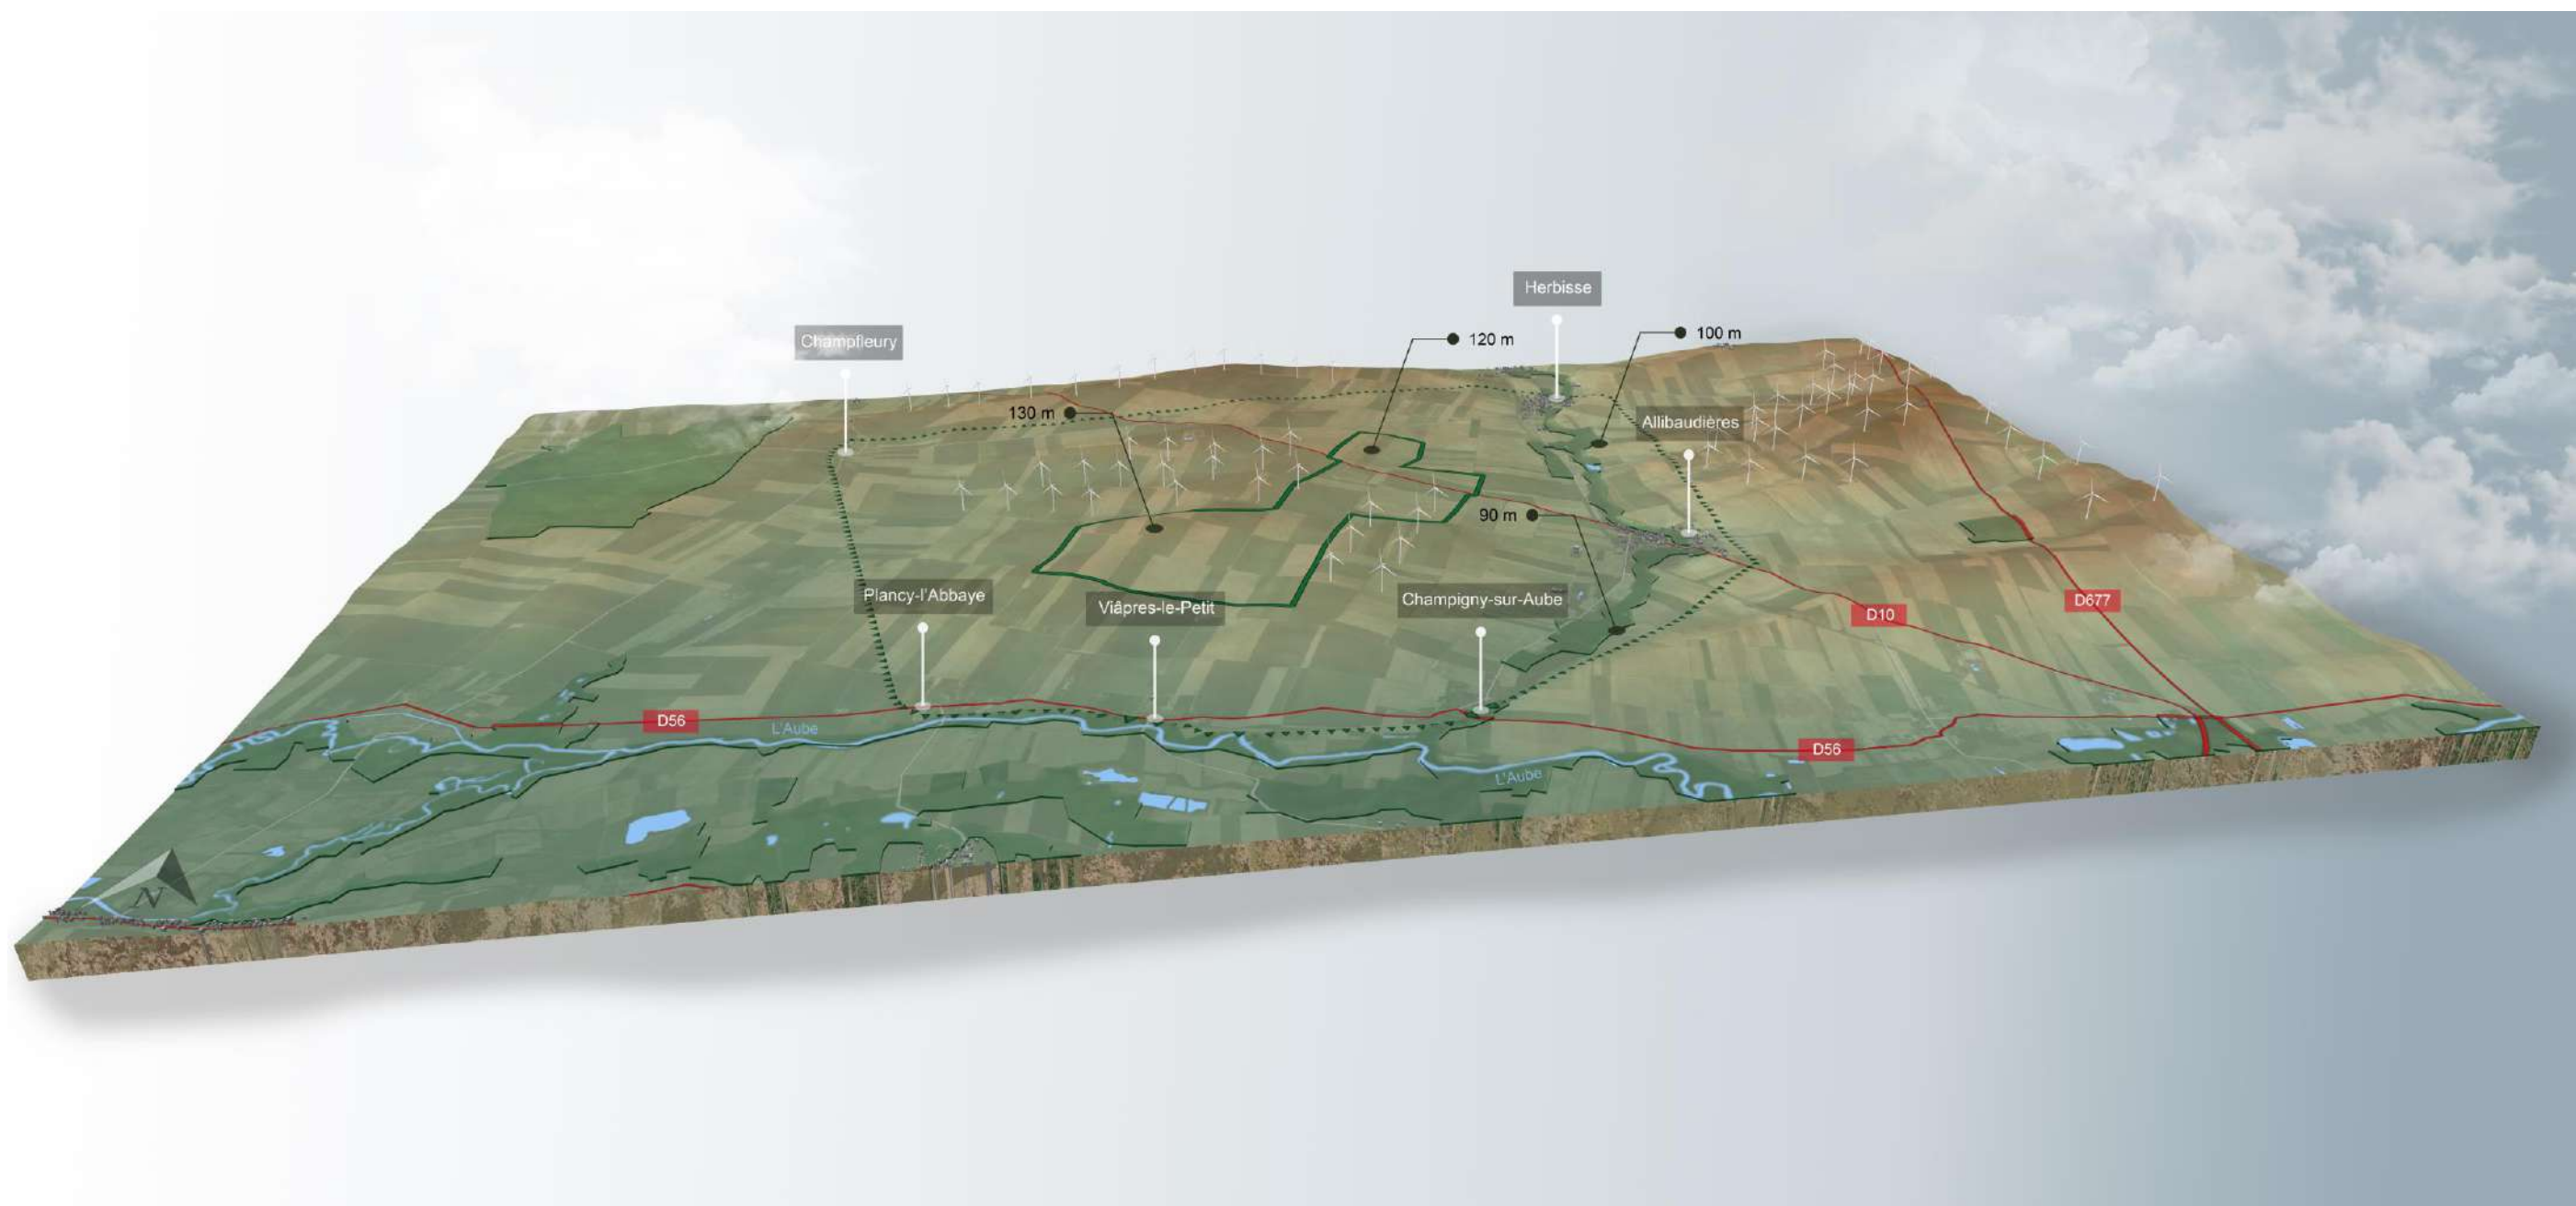 Herbisse
Champfleury
120 m
100 m
130 m
Allibaudières
90 m
Plancy-l'Abbaye
Viâpres-le-Petit
Champigny-sur-Aube
D10
D677
D56
L'Aube
D56
L'Aube
N